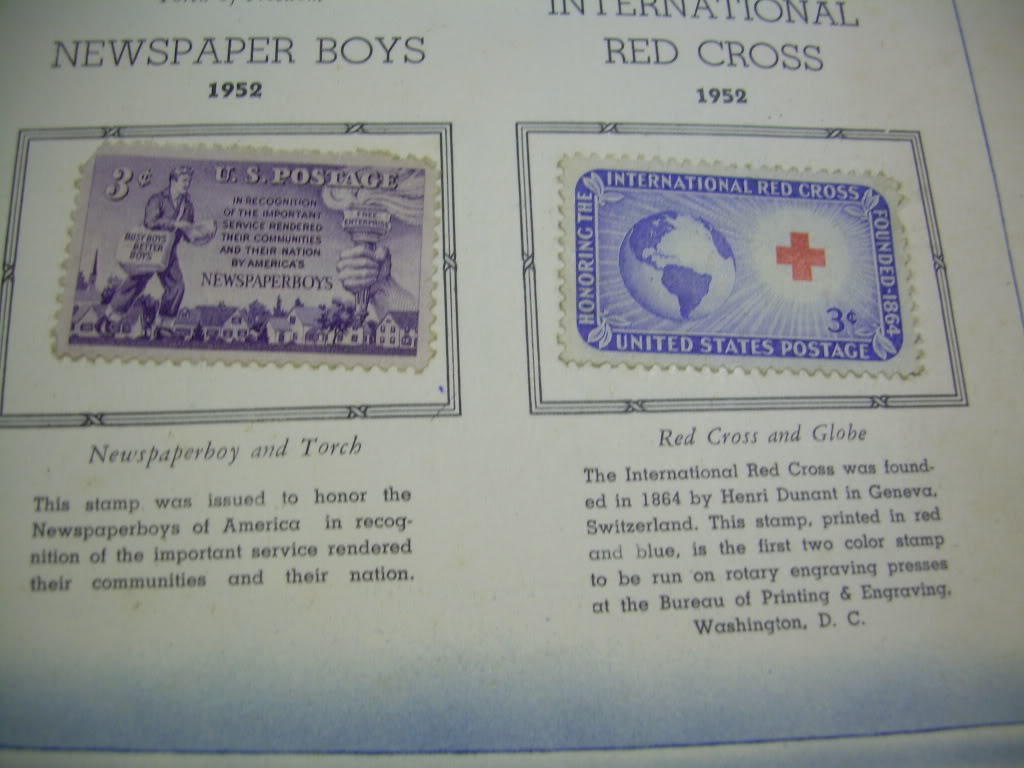 Torch of Freedom
NEWSPAPER BOYS
1952
3¢
U.S. POSTAGE
IN RECOGNITION
OF THE IMPORTANT
SERVICE RENDERED
THEIR COMMUNITIES
AND THEIR NATION
BY AMERICA'S
NEWSPAPERBOYS
BUSY BOYS
BETTER
BOYS
FREE
ENTERPRISE
Newspaperboy and Torch
This stamp was issued to honor the
Newspaperboys of America in recog-
nition of the important service rendered
their communities and their nation.
INTERNATIONAL
RED CROSS
1952
HONORING THE
INTERNATIONAL RED CROSS
FOUNDED·1864
3¢
UNITED STATES POSTAGE
Red Cross and Globe
The International Red Cross was found-
ed in 1864 by Henri Dunant in Geneva,
Switzerland. This stamp, printed in red
and blue, is the first two color stamp
to be run on rotary engraving presses
at the Bureau of Printing & Engraving,
Washington, D. C.